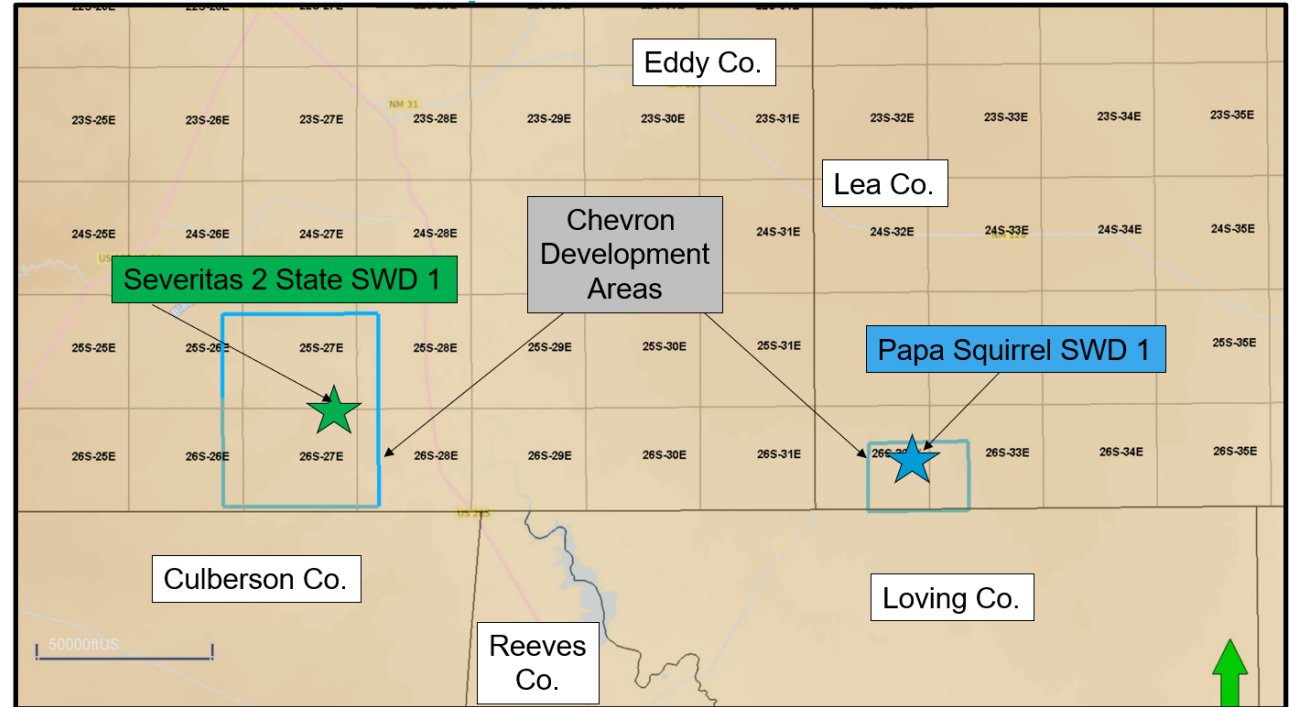 Eddy Co.
NM 31
23S-25E 23S-26E 23S-27E 23S-28E 23S-29E 23S-30E 23S-31E 23S-32E 23S-33E 23S-34E 23S-35E
Lea Co.
Chevron
Development
Areas
24S-25E 24S-26E 24S-27E 24S-28E 24S-31E 24S-32E 24S-33E 24S-34E 24S-35E
Severitas 2 State SWD 1
25S-25E 25S-26E 25S-27E 25S-28E 25S-29E 25S-30E 25S-31E 25S-35E
Papa Squirrel SWD 1
26S-25E 26S-26E 26S-27E 26S-28E 26S-29E 26S-30E 26S-31E 26S-33E 26S-34E 26S-35E
US 285
Culberson Co.
Loving Co.
50000ftUS
Reeves
Co.